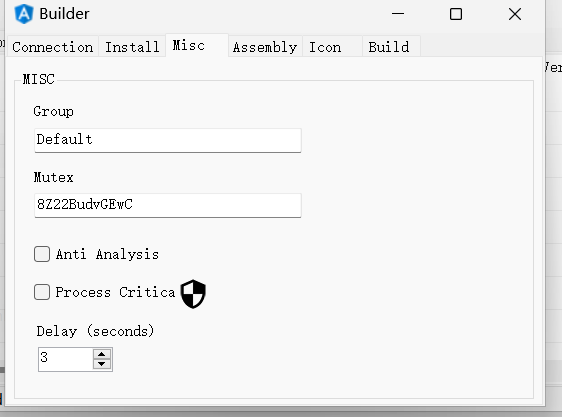 Builder
Connection Install Misc Assembly Icon Build
MISC
Group
Default
Mutex
8Z22BudvGEwC
Anti Analysis
Process Critica
Delay (seconds)
3